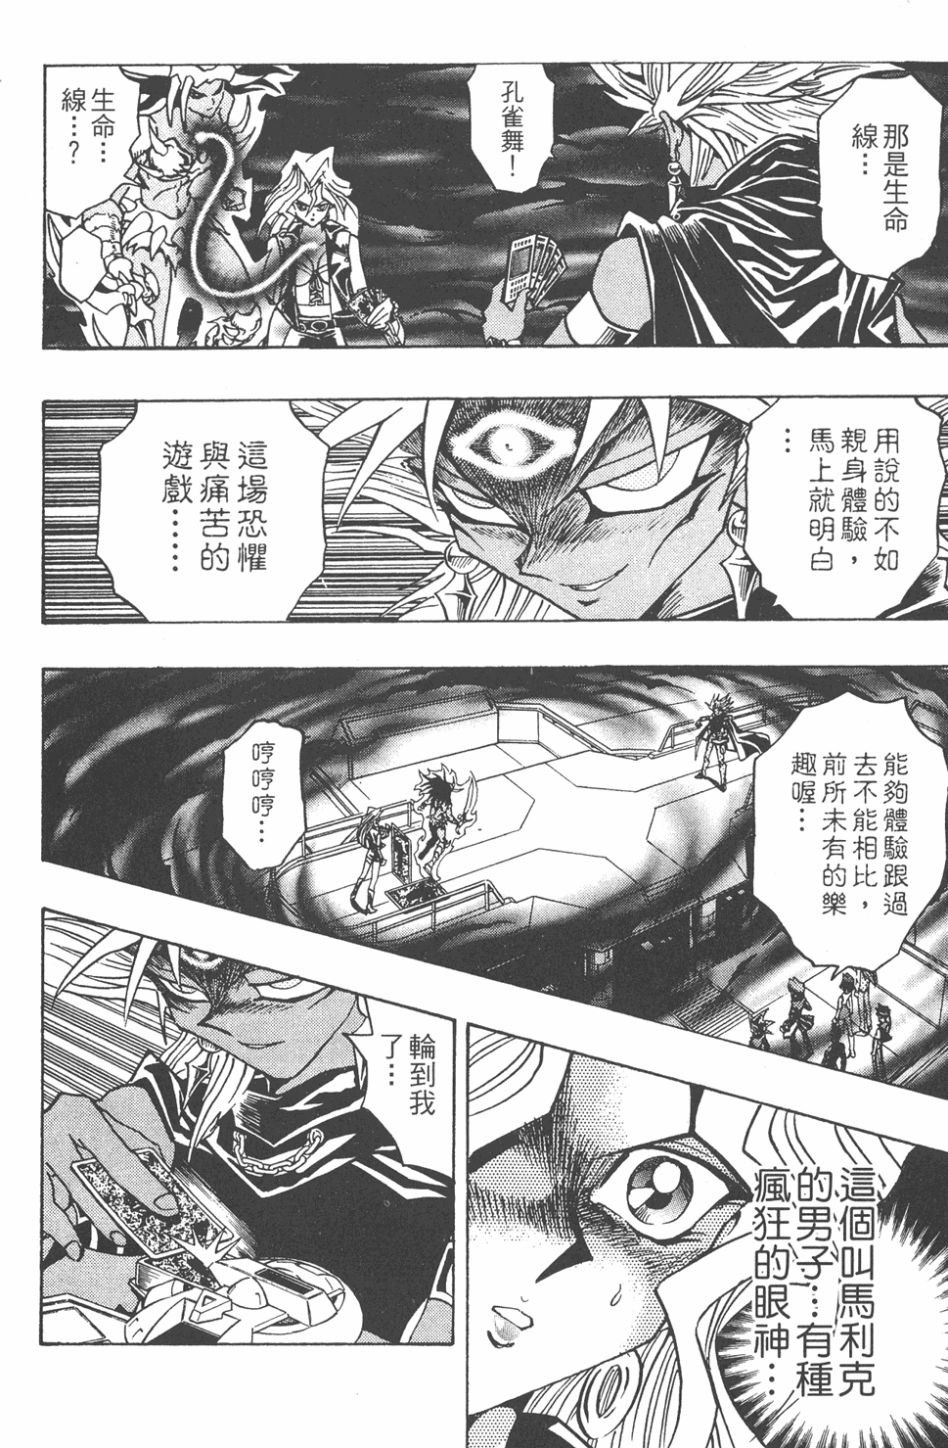 那是生命
線…
孔雀舞！
生命…
線…？
用說的不如
親身體驗，
馬上就明白
…
這場恐懼
與痛苦的
遊戲……
能夠體驗跟過
去不能相比，
前所未有的樂
趣喔…
哼哼哼…
這個叫馬利克
的男子…有種
瘋狂的眼神…
輪到我
了…